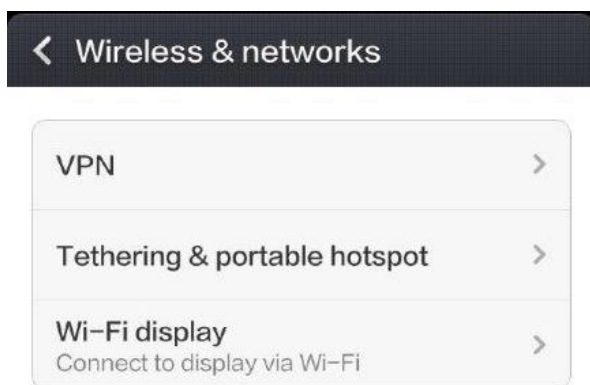 Wireless & networks
VPN
Tethering & portable hotspot
Wi-Fi display
Connect to display via Wi-Fi